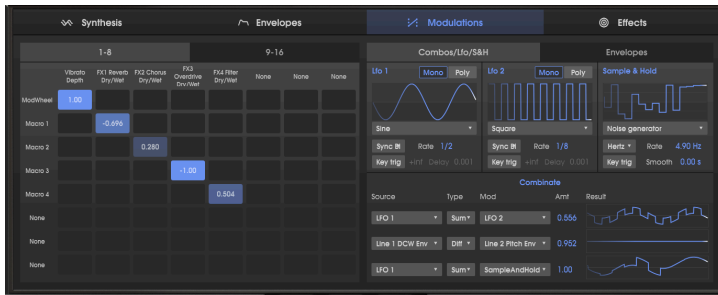 Synthesis Envelopes Modulations Effects
1-8 9-16
Vibrato Depth FX1 Reverb Dry/Wet FX2 Chorus Dry/Wet FX3 Overdrive Dry/Wet FX4 Filter Dry/Wet None None None
ModWheel 1.00
Macro 1 -0.696
Macro 2 0.280
Macro 3 -1.00
Macro 4 0.504
None
None
None
Combos/Lfo/S&H Envelopes
Lfo 1 Mono Poly
Sine
Sync Rate 1/2
Key trig +inf Delay 0.001
Lfo 2 Mono Poly
Square
Sync Rate 1/8
Key trig +inf Delay 0.001
Sample & Hold
Noise generator
Hertz Rate 4.90 Hz
Key trig Smooth 0.00 s
Combinate
Source Type Mod Amt Result
LFO 1 Sum LFO 2 0.556
Line 1 DCW Env Diff Line 2 Pitch Env 0.952
LFO 1 Sum SampleAndHold 1.00